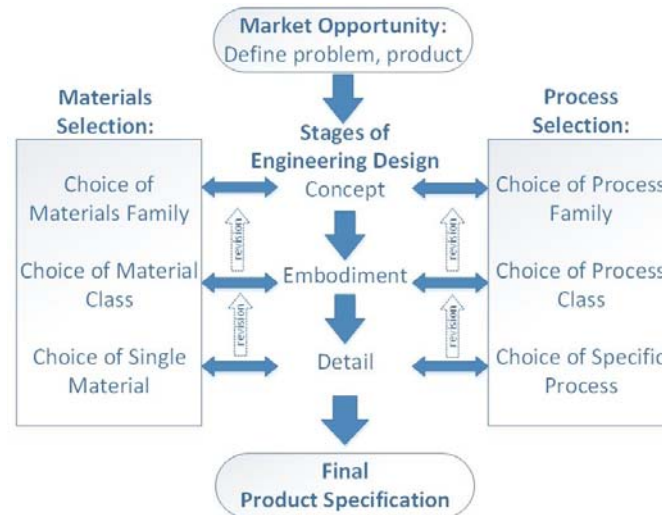 Market Opportunity:
Define problem, product
Materials
Selection:
Choice of
Materials Family
Choice of Material
Class
Choice of Single
Material
Stages of
Engineering Design
Concept
Embodiment
Detail
revision
revision
revision
revision
Process
Selection:
Choice of Process
Family
Choice of Process
Class
Choice of Specific
Process
Final
Product Specification